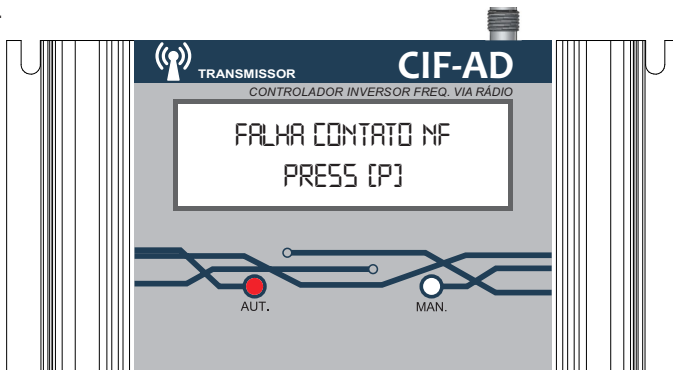 TRANSMISSOR
CIF-AD
CONTROLADOR INVERSOR FREQ. VIA RÁDIO
FALHA CONTATO NF
PRESS [P]
AUT.
MAN.